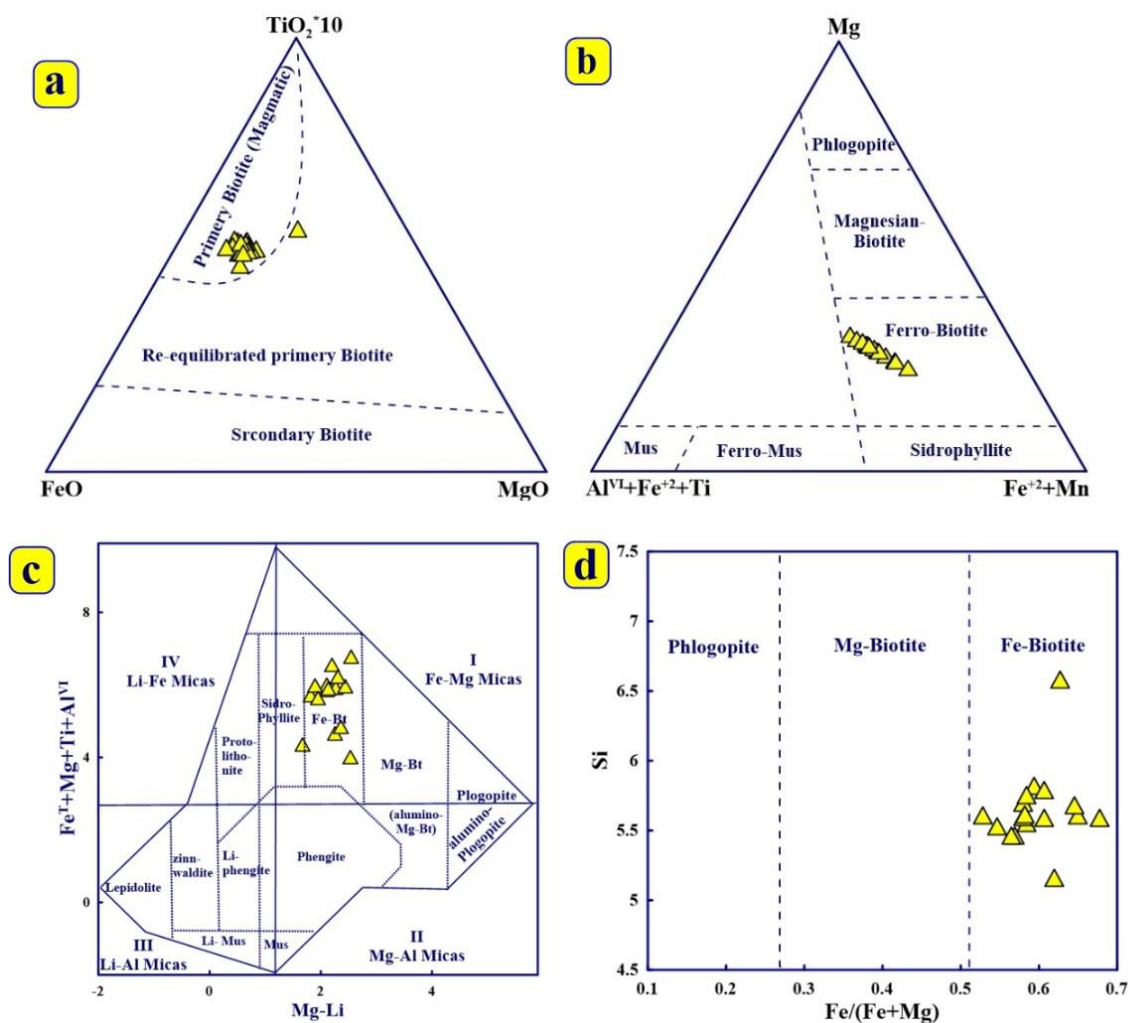 a
TiO2*10
Primery Biotite (Magmatic)
Re-equilibrated primery Biotite
Srcondary Biotite
FeO
MgO
b
Mg
Phlogopite
Magnesian-
Biotite
Ferro-Biotite
Mus
Ferro-Mus
Sidrophyllite
Al^VI+Fe^+2+Ti
Fe^+2+Mn
c
Fe^T+Mg+Ti+Al^VI
8
4
0
IV
Li-Fe Micas
I
Fe-Mg Micas
Sidro-
Phyllite
Fe-Bt
Proto-
litho-
nite
Mg-Bt
Plogopite
(alumino-
Mg-Bt)
alumino-
Plogopite
zinn-
waldite
Li-
phengite
Phengite
Lepidolite
Li- Mus
Mus
III
Li-Al Micas
II
Mg-Al Micas
-2
0
2
4
Mg-Li
d
Si
7.5
7
6.5
6
5.5
5
4.5
Phlogopite
Mg-Biotite
Fe-Biotite
0.1
0.2
0.3
0.4
0.5
0.6
0.7
Fe/(Fe+Mg)